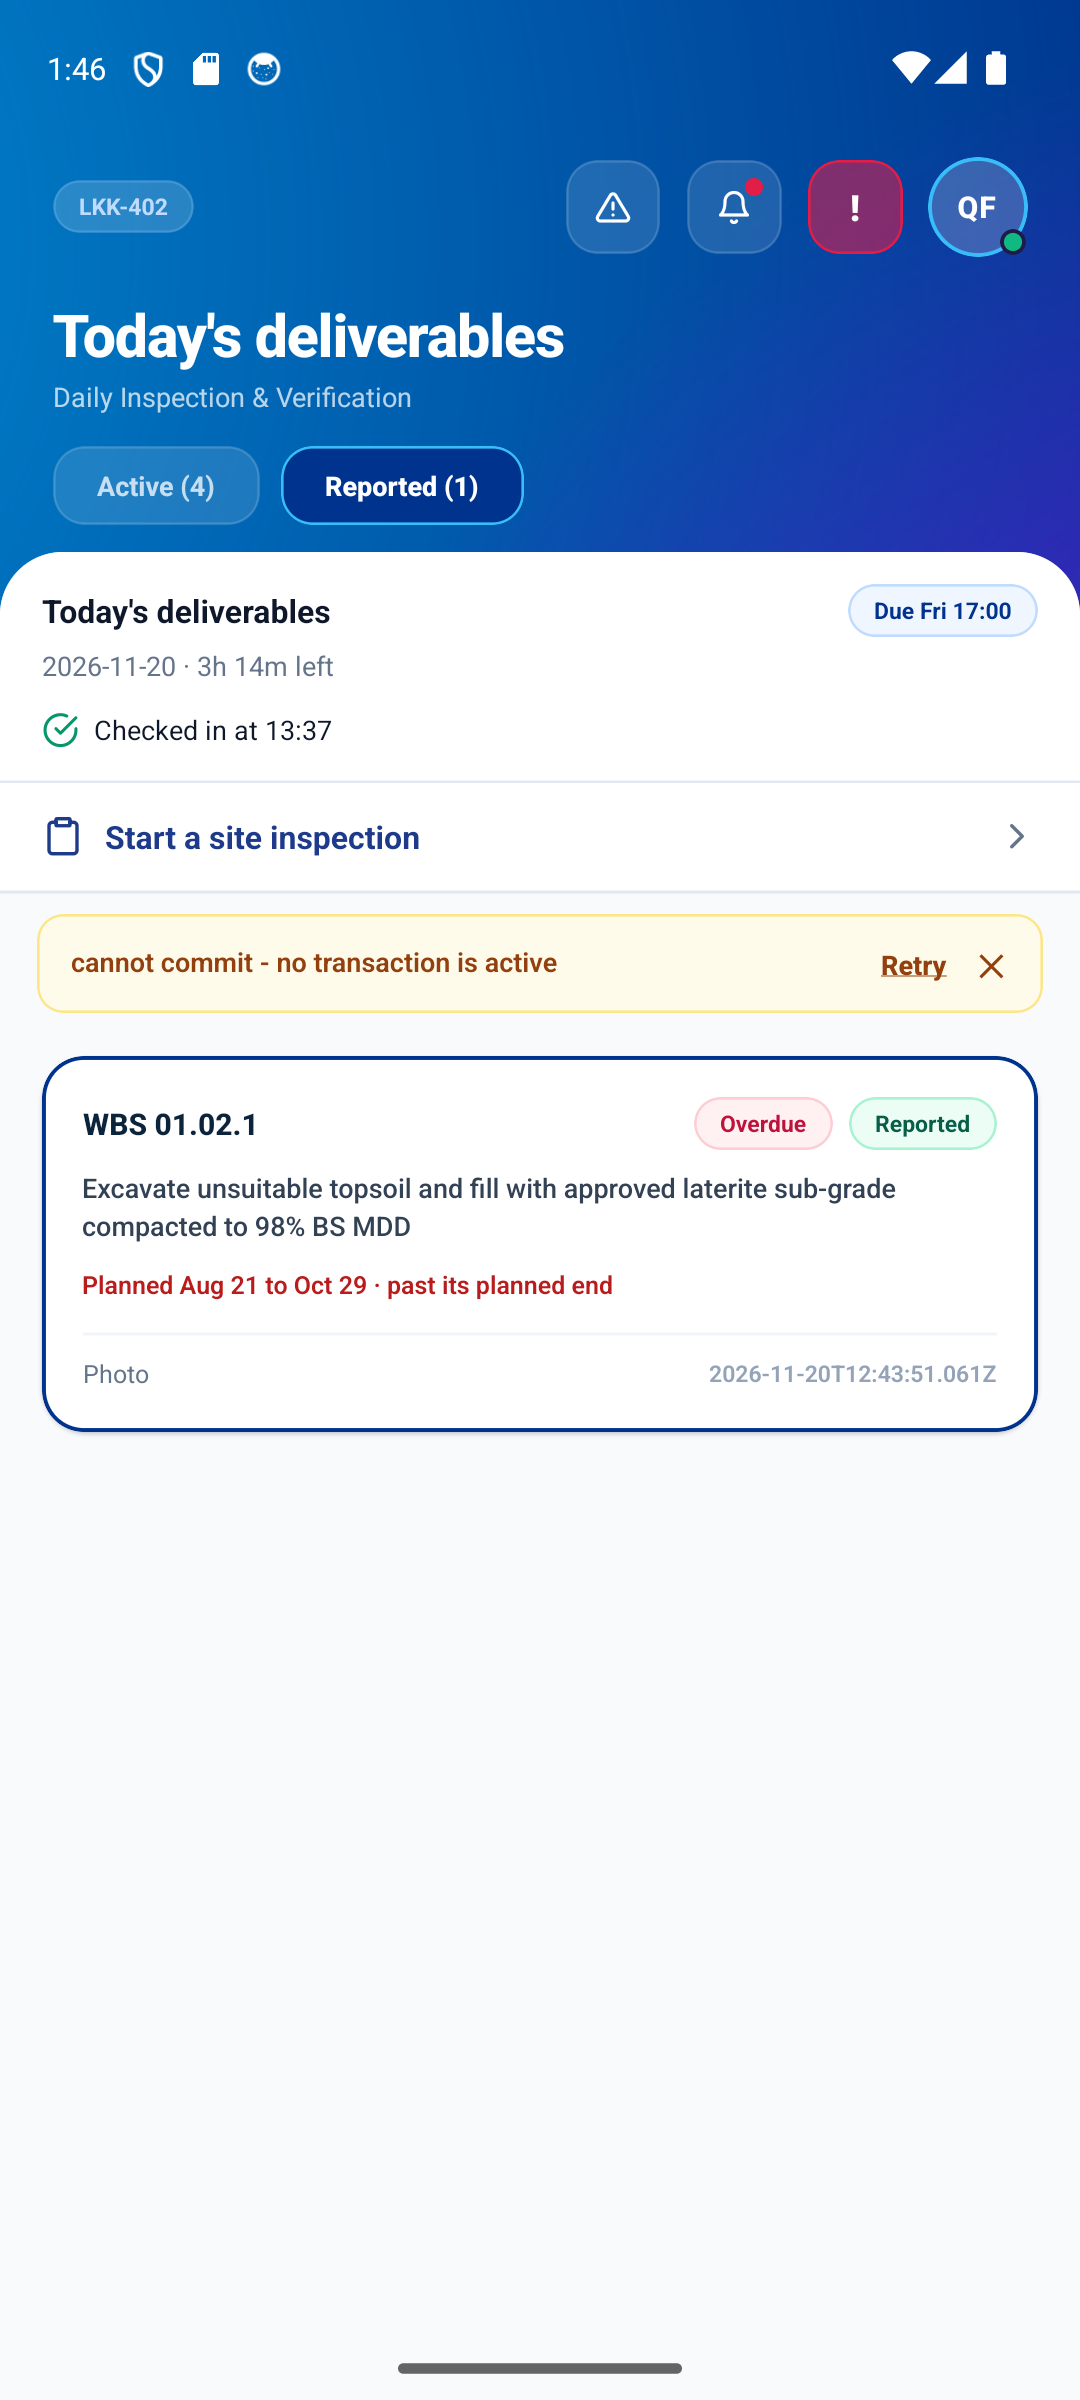 1:46
LKK-402
!
QF
Today's deliverables
Daily Inspection & Verification
Active (4)
Reported (1)
Today's deliverables
Due Fri 17:00
2026-11-20 · 3h 14m left
Checked in at 13:37
Start a site inspection
cannot commit - no transaction is active
Retry
WBS 01.02.1
Overdue
Reported
Excavate unsuitable topsoil and fill with approved laterite sub-grade
compacted to 98% BS MDD
Planned Aug 21 to Oct 29 · past its planned end
Photo
2026-11-20T12:43:51.061Z